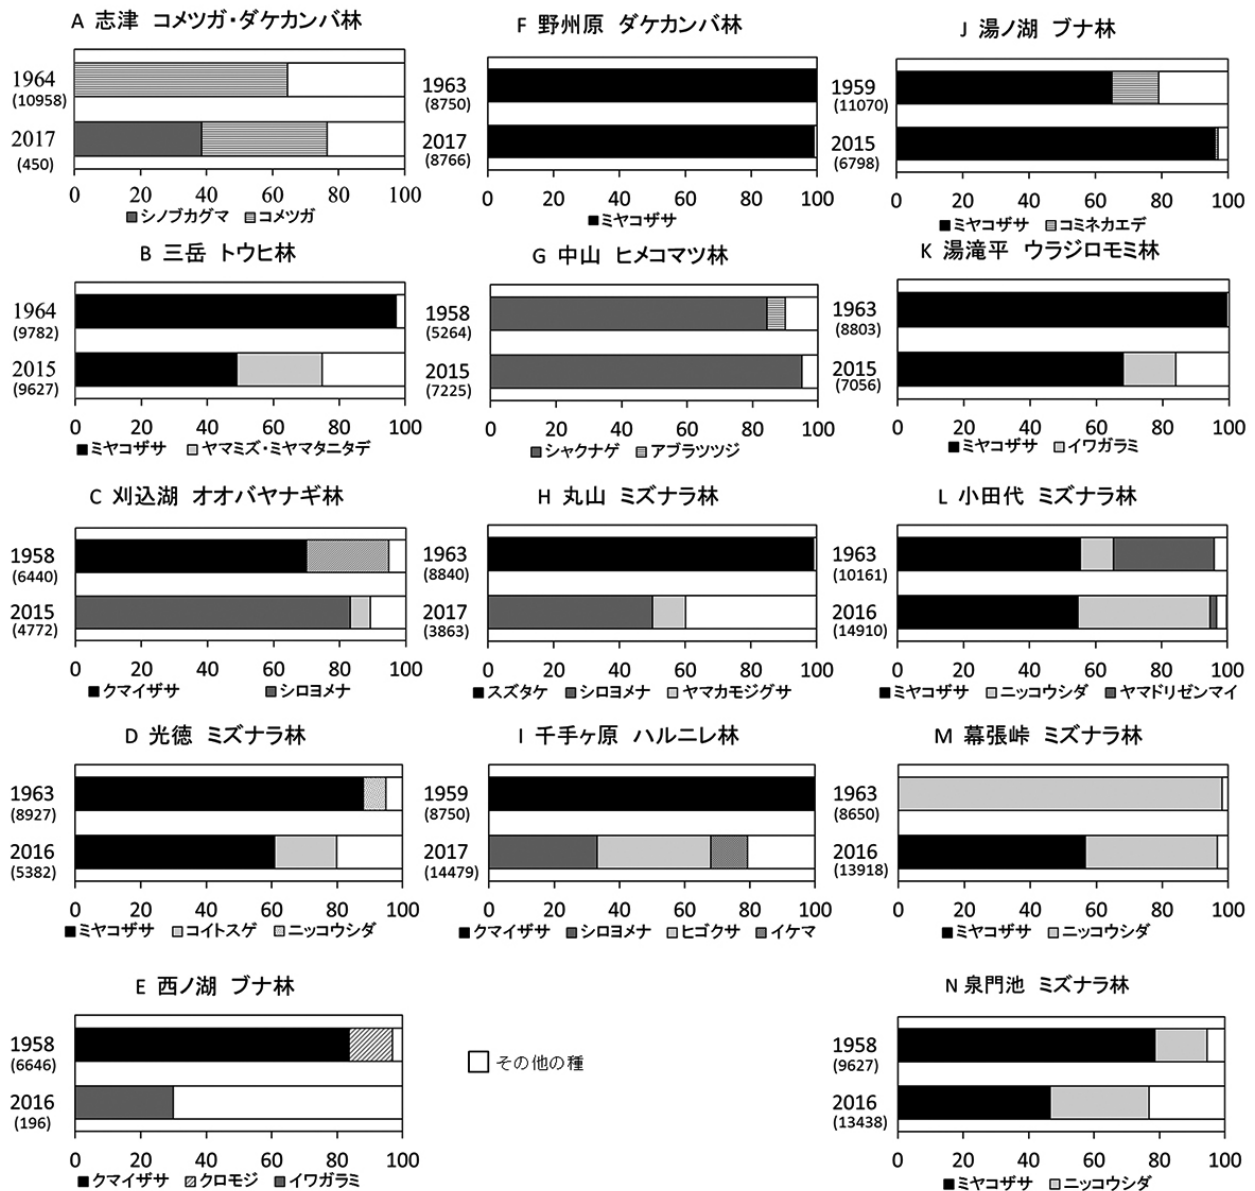 A 志津 コメツガ・ダケカンバ林
1964
(10958)
2017
(450)
0 20 40 60 80 100
シノブカグマ コメツガ
B 三岳 トウヒ林
1964
(9782)
2015
(9627)
0 20 40 60 80 100
ミヤコザサ ヤマミズ・ミヤマタニタデ
C 刈込湖 オオバヤナギ林
1958
(6440)
2015
(4772)
0 20 40 60 80 100
クマイザサ シロヨメナ
D 光徳 ミズナラ林
1963
(8927)
2016
(5382)
0 20 40 60 80 100
ミヤコザサ コイトスゲ ニッコウシダ
E 西ノ湖 ブナ林
1958
(6646)
2016
(196)
0 20 40 60 80 100
クマイザサ クロモジ イワガラミ
F 野州原 ダケカンバ林
1963
(8750)
2017
(8766)
0 20 40 60 80 100
ミヤコザサ
G 中山 ヒメコマツ林
1958
(5264)
2015
(7225)
0 20 40 60 80 100
シャクナゲ アブラツツジ
H 丸山 ミズナラ林
1963
(8840)
2017
(3863)
0 20 40 60 80 100
スズタケ シロヨメナ ヤマカモジグサ
I 千手ヶ原 ハルニレ林
1959
(8750)
2017
(14479)
0 20 40 60 80 100
クマイザサ シロヨメナ ヒゴクサ イケマ
その他の種
J 湯ノ湖 ブナ林
1959
(11070)
2015
(6798)
0 20 40 60 80 100
ミヤコザサ コミネカエデ
K 湯滝平 ウラジロモミ林
1963
(8803)
2015
(7056)
0 20 40 60 80 100
ミヤコザサ イワガラミ
L 小田代 ミズナラ林
1963
(10161)
2016
(14910)
0 20 40 60 80 100
ミヤコザサ ニッコウシダ ヤマドリゼンマイ
M 幕張峠 ミズナラ林
1963
(8650)
2016
(13918)
0 20 40 60 80 100
ミヤコザサ ニッコウシダ
N 泉門池 ミズナラ林
1958
(9627)
2016
(13438)
0 20 40 60 80 100
ミヤコザサ ニッコウシダ